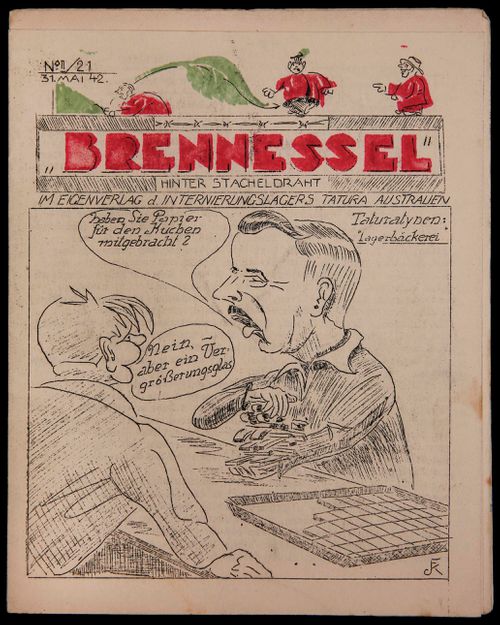 No II/21
31. MAI 42.
„BRENNESSEL“
HINTER STACHELDRAHT
IM EIGENVERLAG d. INTERNIERUNGSLAGERS TATURA AUSTRALIEN
Haben Sie Papier
für den Kuchen
mitgebracht?
Taturatypen:
Lagerbäckerei
Nein,
aber ein Ver-
größerungsglas